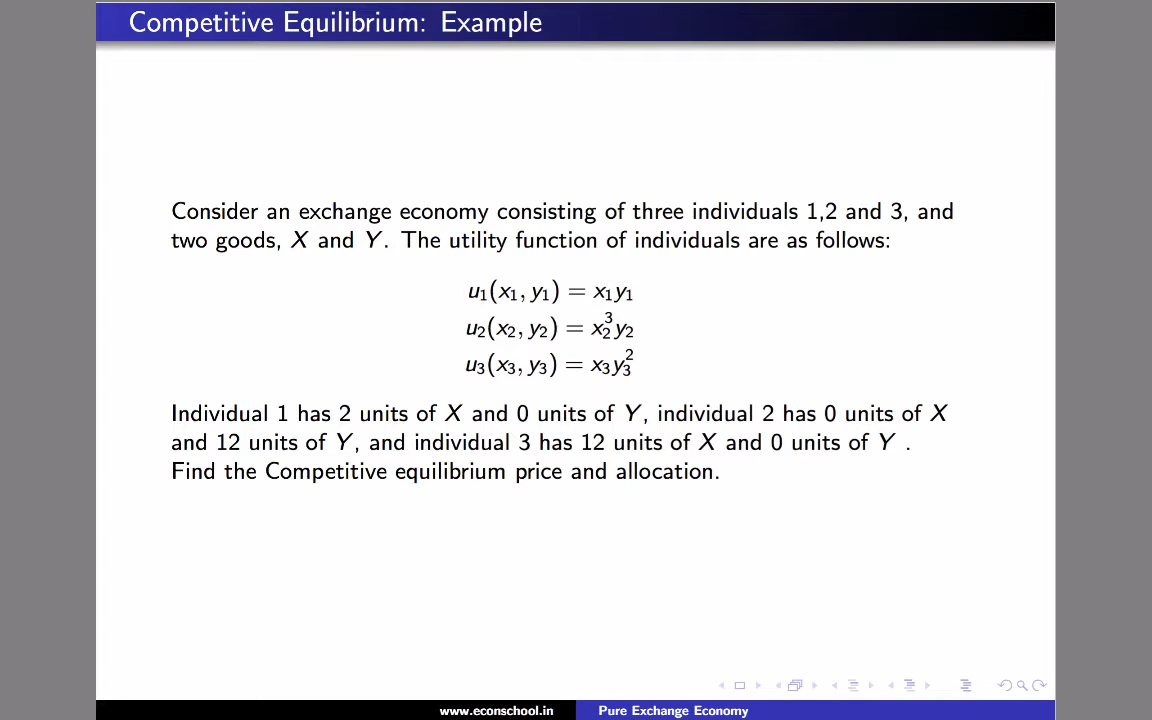 Competitive Equilibrium: Example
Consider an exchange economy consisting of three individuals 1,2 and 3, and
two goods, X and Y. The utility function of individuals are as follows:
u₁(x₁, y₁) = x₁y₁
u₂(x₂, y₂) = x₂³y₂
u₃(x₃, y₃) = x₃y₃²
Individual 1 has 2 units of X and 0 units of Y, individual 2 has 0 units of X
and 12 units of Y, and individual 3 has 12 units of X and 0 units of Y .
Find the Competitive equilibrium price and allocation.
www.econschool.in Pure Exchange Economy